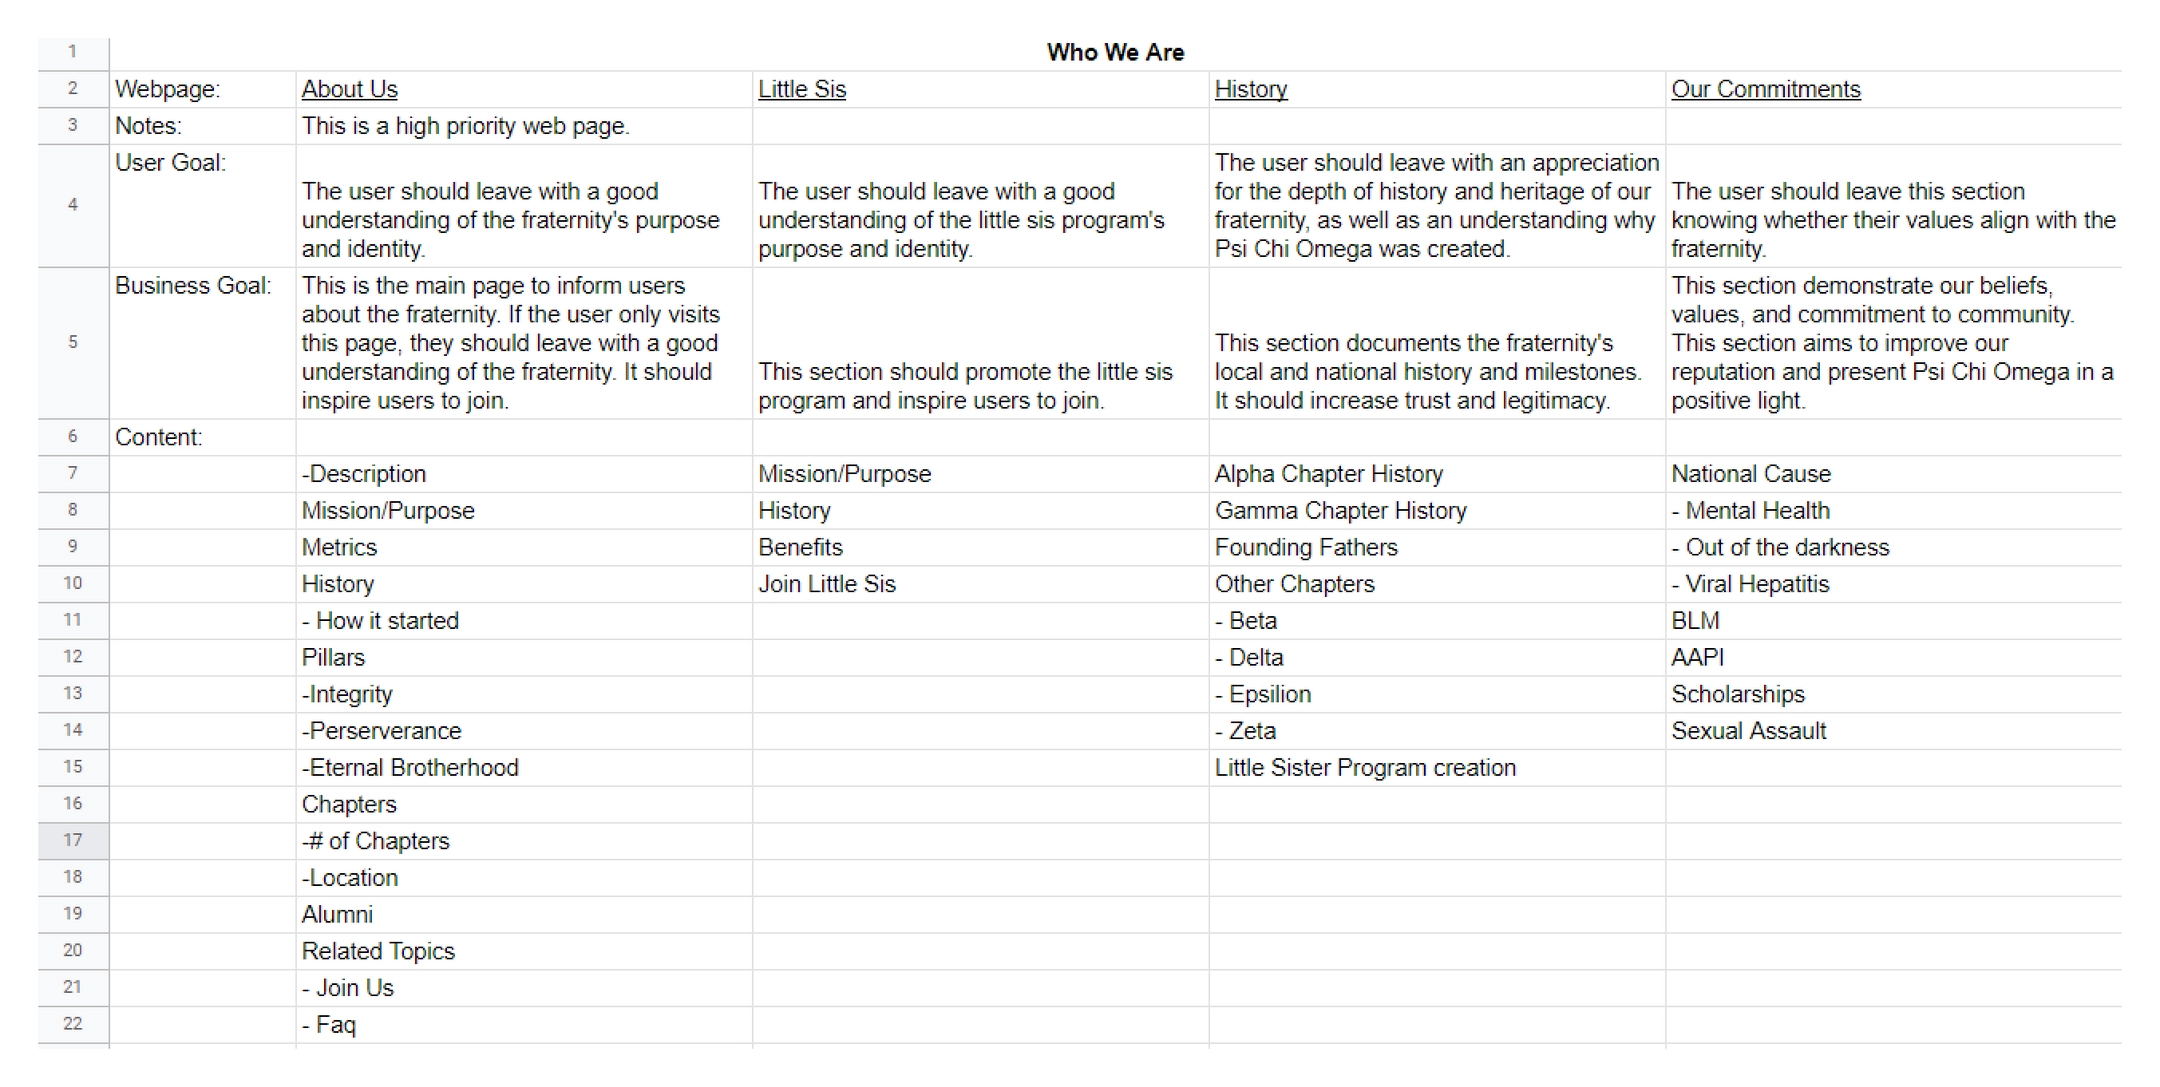 1 Who We Are
2 Webpage: About Us Little Sis History Our Commitments
3 Notes: This is a high priority web page.
4 User Goal:
The user should leave with a good
understanding of the fraternity's purpose
and identity.
The user should leave with a good
understanding of the little sis program's
purpose and identity.
The user should leave with an appreciation
for the depth of history and heritage of our
fraternity, as well as an understanding why
Psi Chi Omega was created.
The user should leave this section
knowing whether their values align with the
fraternity.
5 Business Goal:
This is the main page to inform users
about the fraternity. If the user only visits
this page, they should leave with a good
understanding of the fraternity. It should
inspire users to join.
This section should promote the little sis
program and inspire users to join.
This section documents the fraternity's
local and national history and milestones.
It should increase trust and legitimacy.
This section demonstrate our beliefs,
values, and commitment to community.
This section aims to improve our
reputation and present Psi Chi Omega in a
positive light.
6 Content:
7 -Description Mission/Purpose Alpha Chapter History National Cause
8 Mission/Purpose History Gamma Chapter History - Mental Health
9 Metrics Benefits Founding Fathers - Out of the darkness
10 History Join Little Sis Other Chapters - Viral Hepatitis
11 - How it started - Beta BLM
12 Pillars - Delta AAPI
13 -Integrity - Epsilion Scholarships
14 -Perserverance - Zeta Sexual Assault
15 -Eternal Brotherhood Little Sister Program creation
16 Chapters
17 -# of Chapters
18 -Location
19 Alumni
20 Related Topics
21 - Join Us
22 - Faq